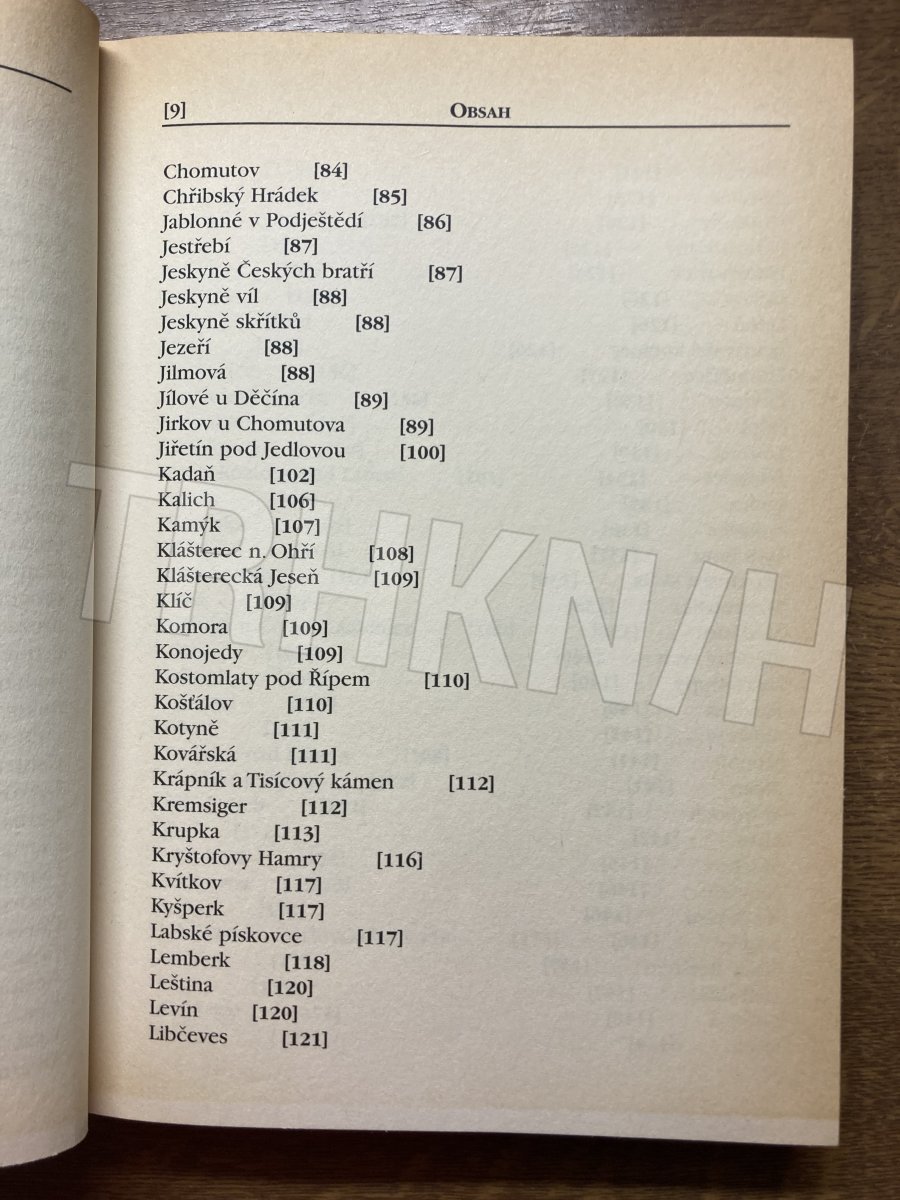 [9] OBSAH
Chomutov [84]
Chřibský Hrádek [85]
Jablonné v Podještědí [86]
Jestřebí [87]
Jeskyně Českých bratří [87]
Jeskyně víl [88]
Jeskyně skřítků [88]
Jezeří [88]
Jilmová [88]
Jílové u Děčína [89]
Jirkov u Chomutova [89]
Jiřetín pod Jedlovou [100]
Kadaň [102]
Kalich [106]
Kamýk [107]
Klášterec n. Ohří [108]
Klášterecká Jeseň [109]
Klíč [109]
Komora [109]
Konojedy [109]
Kostomlaty pod Řípem [110]
Košťálov [110]
Kotyně [111]
Kovářská [111]
Krápník a Tisícový kámen [112]
Kremsiger [112]
Krupka [113]
Kryštofovy Hamry [116]
Kvítkov [117]
Kyšperk [117]
Labské pískovce [117]
Lemberk [118]
Leština [120]
Levín [120]
Libčeves [121]
TRHKN/H